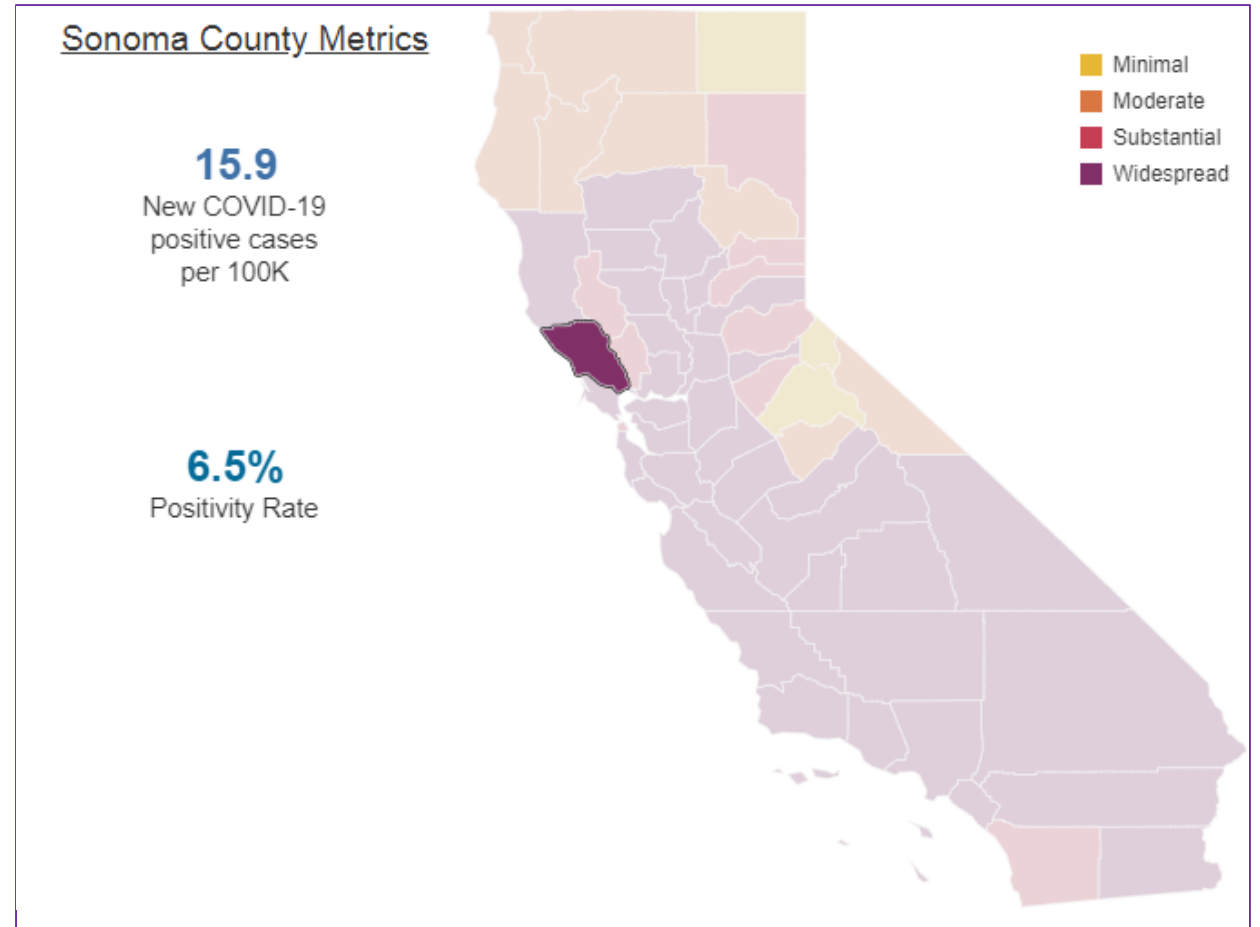 Sonoma County Metrics
15.9
New COVID-19
positive cases
per 100K
6.5%
Positivity Rate
Minimal
Moderate
Substantial
Widespread